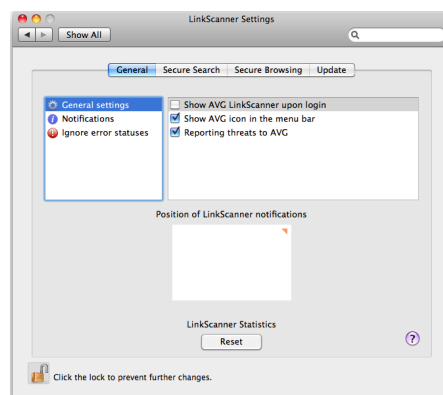 LinkScanner Settings
Show All
General Secure Search Secure Browsing Update
General settings
Notifications
Ignore error statuses
Show AVG LinkScanner upon login
Show AVG icon in the menu bar
Reporting threats to AVG
Position of LinkScanner notifications
LinkScanner Statistics
Reset
?
Click the lock to prevent further changes.